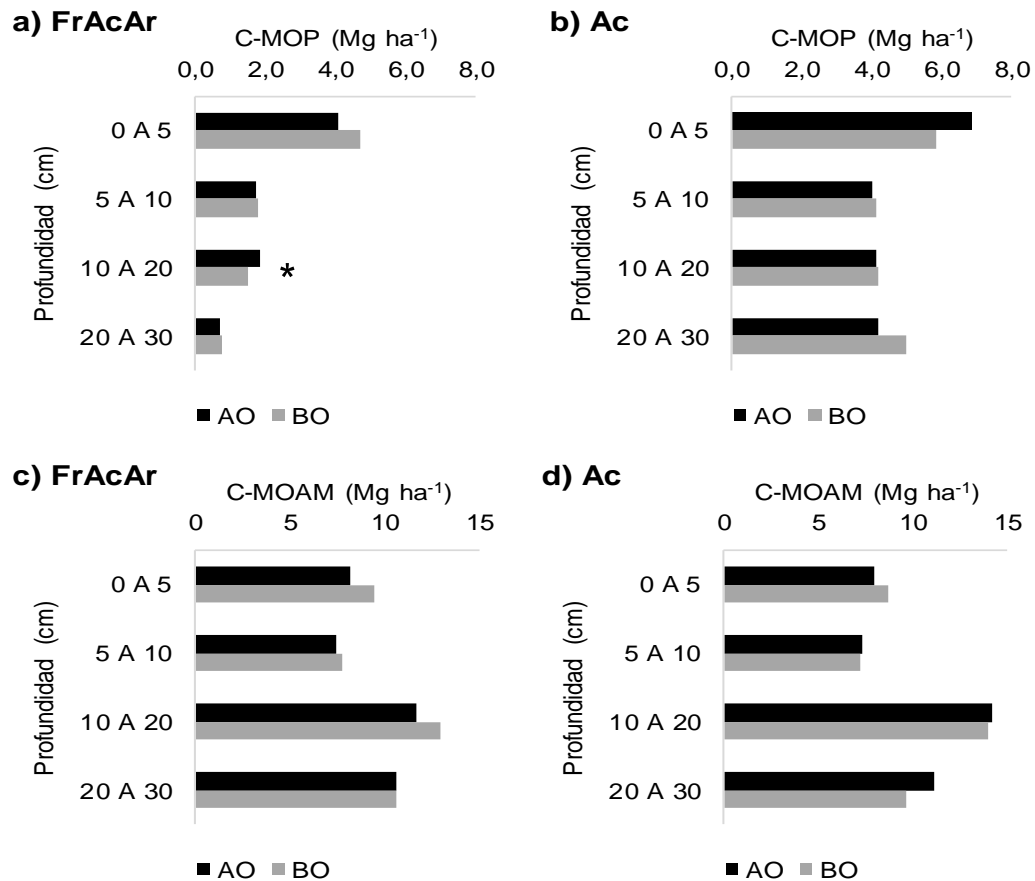 a) FrAcAr
C-MOP (Mg ha⁻¹)
0,0 2,0 4,0 6,0 8,0
Profundidad (cm)
0 A 5
5 A 10
10 A 20
*
20 A 30
AO BO
b) Ac
C-MOP (Mg ha⁻¹)
0,0 2,0 4,0 6,0 8,0
Profundidad (cm)
0 A 5
5 A 10
10 A 20
20 A 30
AO BO
c) FrAcAr
C-MOAM (Mg ha⁻¹)
0 5 10 15
Profundidad (cm)
0 A 5
5 A 10
10 A 20
20 A 30
AO BO
d) Ac
C-MOAM (Mg ha⁻¹)
0 5 10 15
Profundidad (cm)
0 A 5
5 A 10
10 A 20
20 A 30
AO BO